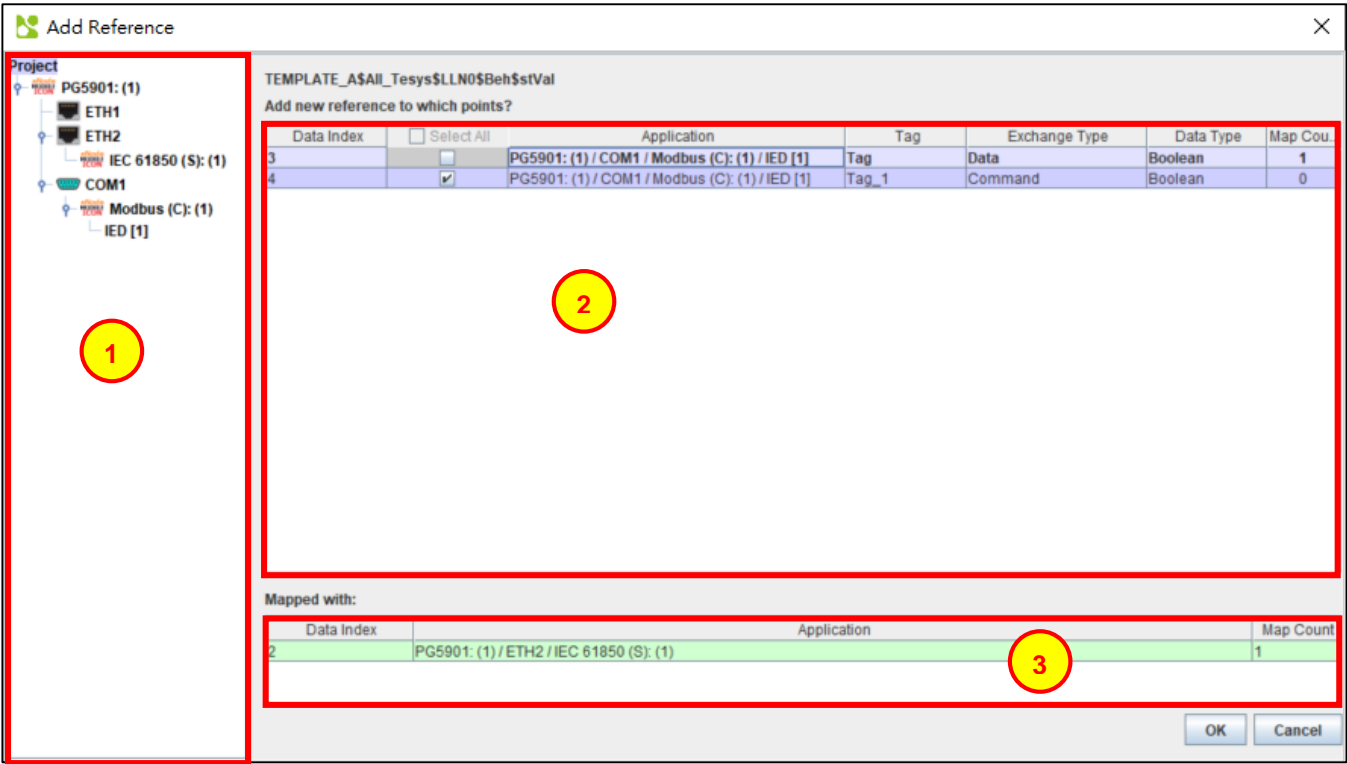 Add Reference
Project
PG5901: (1)
ETH1
ETH2
IEC 61850 (S): (1)
COM1
Modbus (C): (1)
IED [1]
1
TEMPLATE_A$All_Tesys$LLN0$Beh$stVal
Add new reference to which points?
Data Index Select All Application Tag Exchange Type Data Type Map Cou..
3 PG5901: (1) / COM1 / Modbus (C): (1) / IED [1] Tag Data Boolean 1
4 PG5901: (1) / COM1 / Modbus (C): (1) / IED [1] Tag_1 Command Boolean 0
2
Mapped with:
Data Index Application Map Count
2 PG5901: (1) / ETH2 / IEC 61850 (S): (1) 1
3
OK Cancel